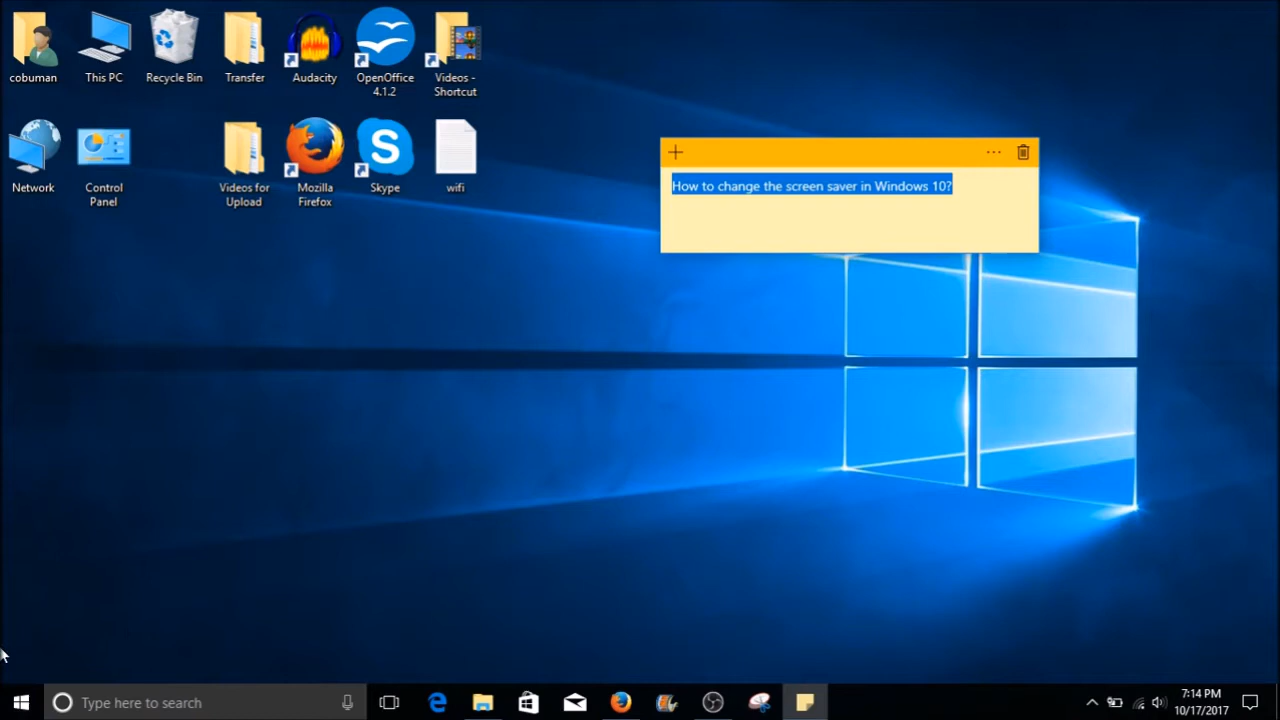 cobuman
This PC
Recycle Bin
Transfer
Audacity
OpenOffice
4.1.2
Videos -
Shortcut
Network
Control
Panel
Videos for
Upload
Mozilla
Firefox
Skype
wifi
How to change the screen saver in Windows 10?
Type here to search
7:14 PM
10/17/2017